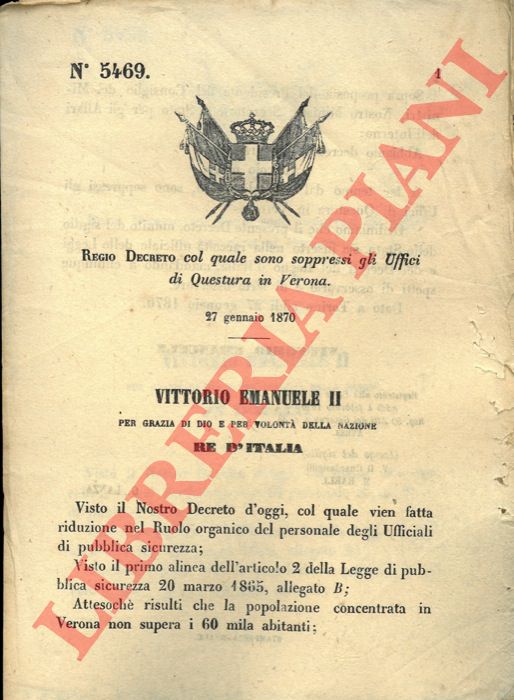 N° 5469.
1
REGIO DECRETO col quale sono soppressi gli Uffici
di Questura in Verona.
27 gennaio 1870
VITTORIO EMANUELE II
PER GRAZIA DI DIO E PER VOLONTÀ DELLA NAZIONE
RE D'ITALIA
Visto il Nostro Decreto d'oggi, col quale vien fatta
riduzione nel Ruolo organico del personale degli Ufficiali
di pubblica sicurezza;
Visto il primo alinea dell'articolo 2 della Legge di pub-
blica sicurezza 20 marzo 1865, allegato B;
Attesochè risulti che la popolazione concentrata in
Verona non supera i 60 mila abitanti;
LIBRERIA PIANI